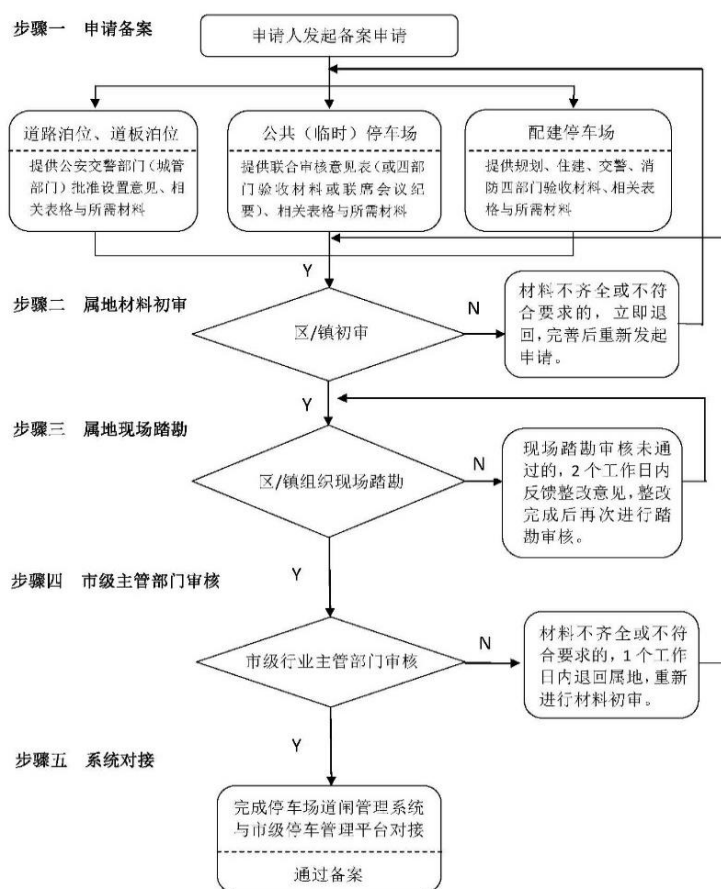 步骤一 申请备案
申请人发起备案申请
道路泊位、道板泊位
提供公安交警部门（城管
部门）批准设置意见、相
关表格与所需材料
公共（临时）停车场
提供联合审核意见表（或四部
门验收材料或联席会议纪
要）、相关表格与所需材料
配建停车场
提供规划、住建、交警、消
防四部门验收材料、相关表
格与所需材料
Y
步骤二 属地材料初审
区/镇初审
N
材料不齐全或不符
合要求的，立即退
回，完善后重新发起
申请。
Y
步骤三 属地现场踏勘
区/镇组织现场踏勘
N
现场踏勘审核未通
过的，2个工作日内
反馈整改意见，整改
完成后再次进行踏
勘审核。
Y
步骤四 市级主管部门审核
市级行业主管部门审核
N
材料不齐全或不符
合要求的，1个工作
日内退回属地，重新
进行材料初审。
Y
步骤五 系统对接
完成停车场道闸管理系统
与市级停车管理平台对接
通过备案